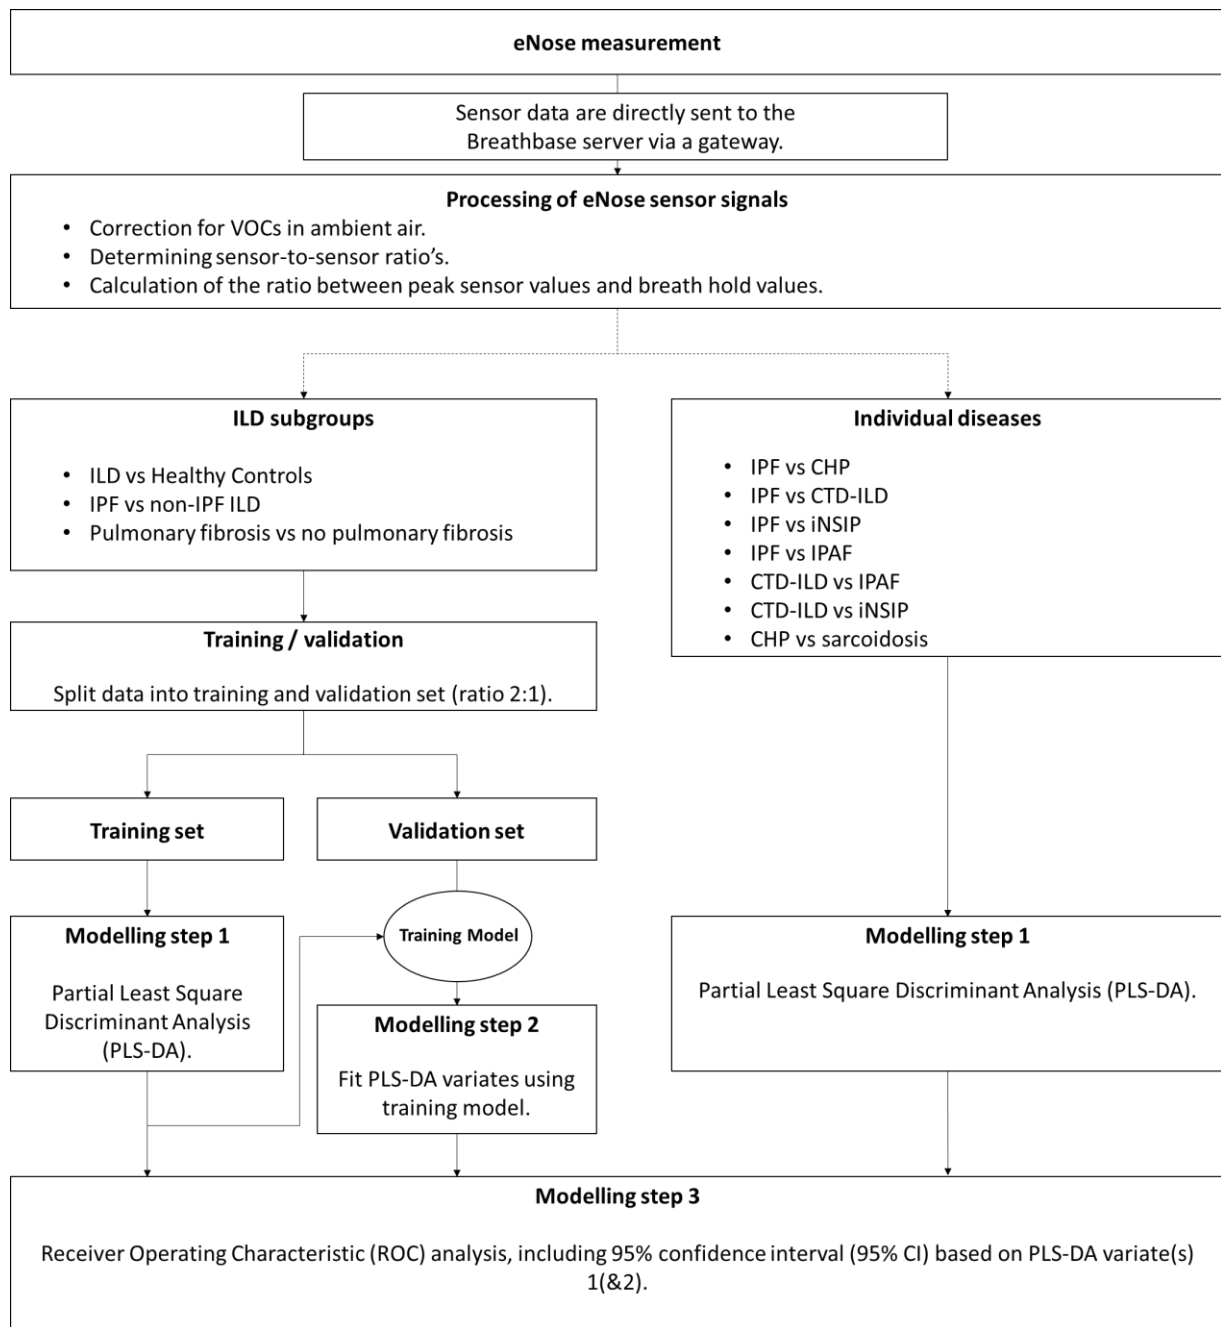 eNose measurement
Sensor data are directly sent to the
Breathbase server via a gateway.
Processing of eNose sensor signals
• Correction for VOCs in ambient air.
• Determining sensor-to-sensor ratio's.
• Calculation of the ratio between peak sensor values and breath hold values.
ILD subgroups
• ILD vs Healthy Controls
• IPF vs non-IPF ILD
• Pulmonary fibrosis vs no pulmonary fibrosis
Individual diseases
• IPF vs CHP
• IPF vs CTD-ILD
• IPF vs iNSIP
• IPF vs IPAF
• CTD-ILD vs IPAF
• CTD-ILD vs iNSIP
• CHP vs sarcoidosis
Training / validation
Split data into training and validation set (ratio 2:1).
Training set
Validation set
Modelling step 1
Partial Least Square
Discriminant Analysis
(PLS-DA).
Training Model
Modelling step 2
Fit PLS-DA variates using
training model.
Modelling step 1
Partial Least Square Discriminant Analysis (PLS-DA).
Modelling step 3
Receiver Operating Characteristic (ROC) analysis, including 95% confidence interval (95% CI) based on PLS-DA variate(s)
1(&2).